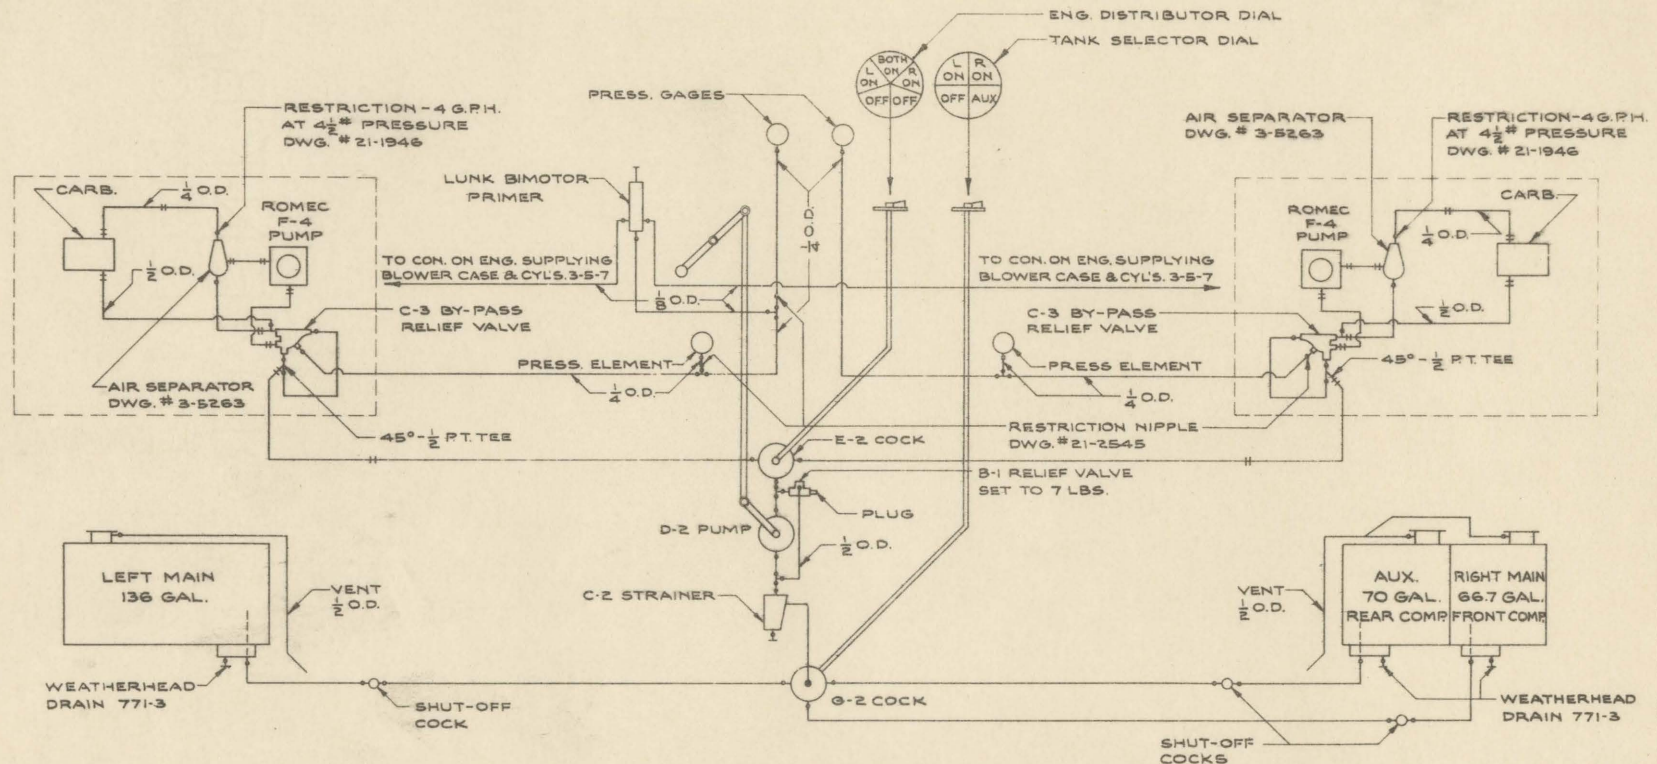 ENG. DISTRIBUTOR DIAL
TANK SELECTOR DIAL
L ON
BOTH ON
R ON
OFF OFF
L ON
R ON
OFF AUX
PRESS. GAGES
RESTRICTION-4 G.P.H.
AT 4½# PRESSURE
DWG. #21-1946
AIR SEPARATOR
DWG. #3-5263
RESTRICTION-4 G.P.H.
AT 4½# PRESSURE
DWG. #21-1946
CARB.
¼ O.D.
ROMEC
F-4
PUMP
½ O.D.
LUNK BIMOTOR
PRIMER
¼ O.D.
ROMEC
F-4
PUMP
¼ O.D.
CARB.
½ O.D.
TO CON. ON ENG. SUPPLYING
BLOWER CASE & CYL'S. 3-5-7
TO CON. ON ENG. SUPPLYING
BLOWER CASE & CYL'S. 3-5-7
⅛ O.D.
C-3 BY-PASS
RELIEF VALVE
C-3 BY-PASS
RELIEF VALVE
PRESS. ELEMENT
PRESS ELEMENT
45°-½ P.T. TEE
AIR SEPARATOR
DWG. #3-5263
¼ O.D.
¼ O.D.
45°-½ P.T. TEE
RESTRICTION NIPPLE
DWG. #21-2545
E-2 COCK
B-1 RELIEF VALVE
SET TO 7 LBS.
PLUG
D-2 PUMP
½ O.D.
C-2 STRAINER
LEFT MAIN
136 GAL.
VENT
½ O.D.
VENT
½ O.D.
AUX.
70 GAL.
REAR COMP.
RIGHT MAIN
66.7 GAL.
FRONT COMP.
WEATHERHEAD
DRAIN 771-3
SHUT-OFF
COCK
G-2 COCK
WEATHERHEAD
DRAIN 771-3
SHUT-OFF
COCKS